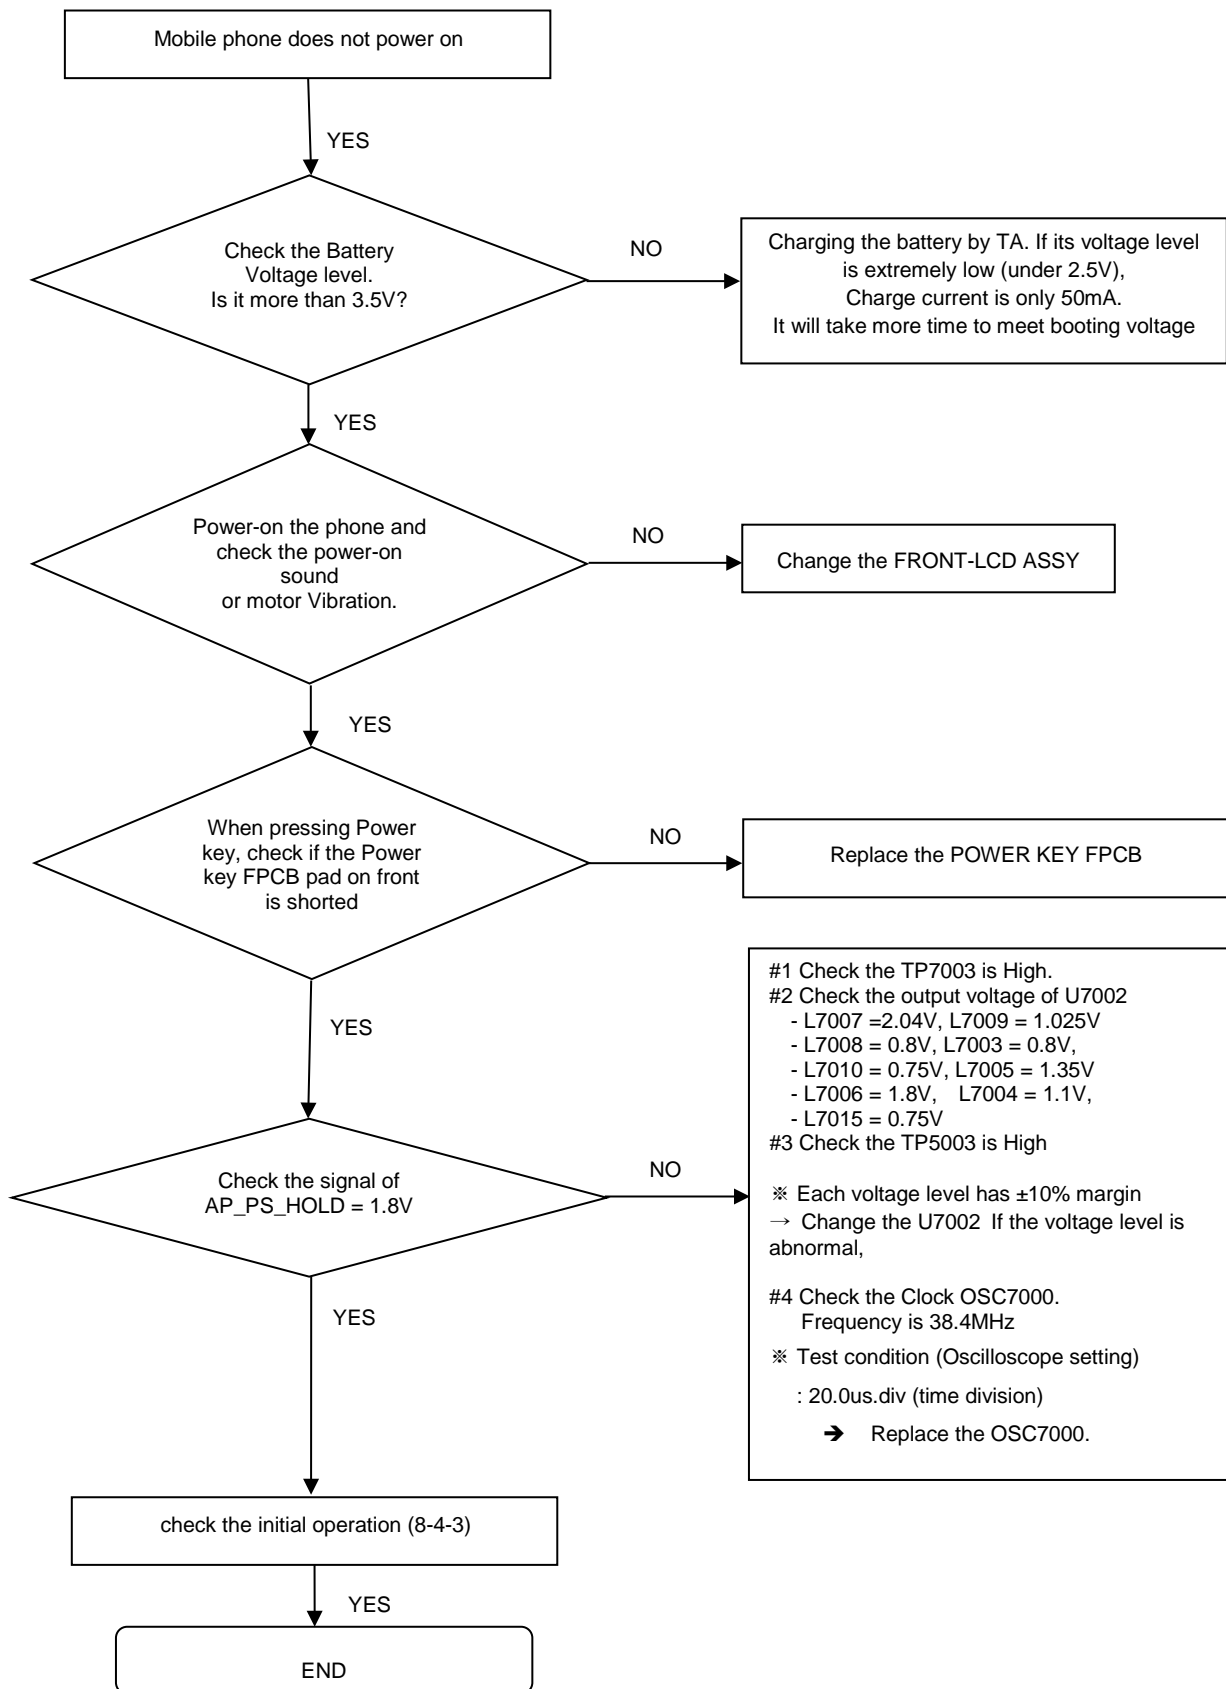 Mobile phone does not power on
YES
Check the Battery
Voltage level.
Is it more than 3.5V?
NO
Charging the battery by TA. If its voltage level
is extremely low (under 2.5V),
Charge current is only 50mA.
It will take more time to meet booting voltage
YES
Power-on the phone and
check the power-on
sound
or motor Vibration.
NO
Change the FRONT-LCD ASSY
YES
When pressing Power
key, check if the Power
key FPCB pad on front
is shorted
NO
Replace the POWER KEY FPCB
YES
Check the signal of
AP_PS_HOLD = 1.8V
NO
#1 Check the TP7003 is High.
#2 Check the output voltage of U7002
- L7007 =2.04V, L7009 = 1.025V
- L7008 = 0.8V, L7003 = 0.8V,
- L7010 = 0.75V, L7005 = 1.35V
- L7006 = 1.8V, L7004 = 1.1V,
- L7015 = 0.75V
#3 Check the TP5003 is High
※ Each voltage level has ±10% margin
→ Change the U7002 If the voltage level is
abnormal,
#4 Check the Clock OSC7000.
Frequency is 38.4MHz
※ Test condition (Oscilloscope setting)
: 20.0us.div (time division)
➔ Replace the OSC7000.
YES
check the initial operation (8-4-3)
YES
END